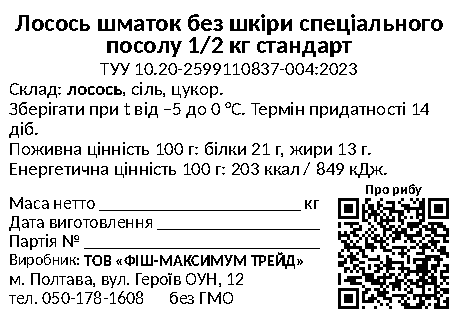 Лосось шматок без шкіри спеціального
посолу 1/2 кг стандарт
ТУУ 10.20-2599110837-004:2023
Склад: лосось, сіль, цукор.
Зберігати при t від –5 до 0 °С. Термін придатності 14
діб.
Поживна цінність 100 г: білки 21 г, жири 13 г.
Енергетична цінність 100 г: 203 ккал / 849 кДж.
Про рибу
Маса нетто ______________________ кг
Дата виготовлення __________________
Партія № __________________________
Виробник: ТОВ «ФІШ-МАКСИМУМ ТРЕЙД»
м. Полтава, вул. Героїв ОУН, 12
тел. 050-178-1608 без ГМО